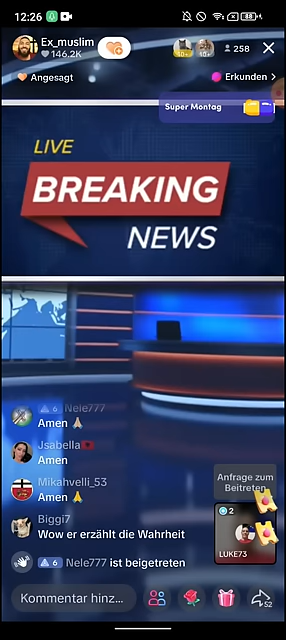 12:26
88
Ex_muslim
146.2K
258
Angesagt
Erkunden
Super Montag
LIVE
BREAKING
NEWS
6 Nele777
Amen 🙏🏼
Jsabella🇦🇱
Amen
Mikahvelli_53
Amen 🙏
Biggi7
Wow er erzählt die Wahrheit
6 Nele777 ist beigetreten
Anfrage zum
Beitreten
2
LUKE73
Kommentar hinz...
52